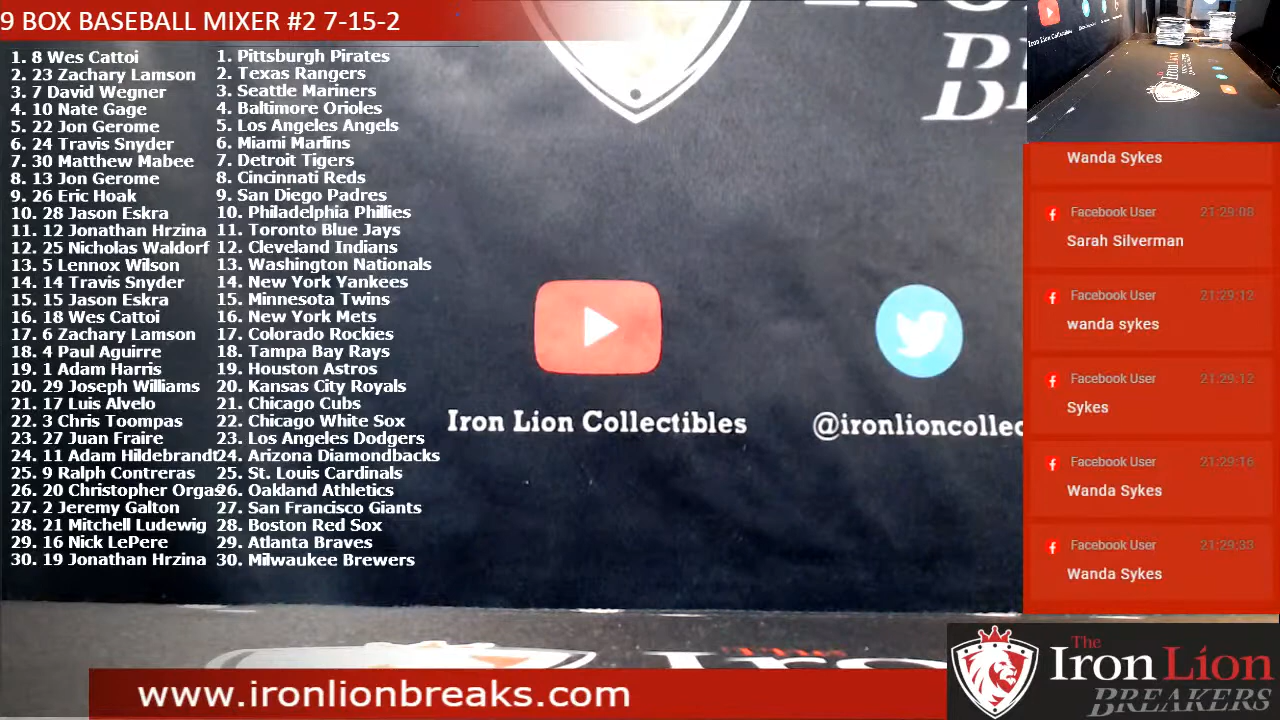 9 BOX BASEBALL MIXER #2 7-15-2
1. 8 Wes Cattoi
2. 23 Zachary Lamson
3. 7 David Wegner
4. 10 Nate Gage
5. 22 Jon Gerome
6. 24 Travis Snyder
7. 30 Matthew Mabee
8. 13 Jon Gerome
9. 26 Eric Hoak
10. 28 Jason Eskra
11. 12 Jonathan Hrzina
12. 25 Nicholas Waldorf
13. 5 Lennox Wilson
14. 14 Travis Snyder
15. 15 Jason Eskra
16. 18 Wes Cattoi
17. 6 Zachary Lamson
18. 4 Paul Aguirre
19. 1 Adam Harris
20. 29 Joseph Williams
21. 17 Luis Alvelo
22. 3 Chris Toompas
23. 27 Juan Fraire
24. 11 Adam Hildebrandt
25. 9 Ralph Contreras
26. 20 Christopher Orgas
27. 2 Jeremy Galton
28. 21 Mitchell Ludewig
29. 16 Nick LePere
30. 19 Jonathan Hrzina
1. Pittsburgh Pirates
2. Texas Rangers
3. Seattle Mariners
4. Baltimore Orioles
5. Los Angeles Angels
6. Miami Marlins
7. Detroit Tigers
8. Cincinnati Reds
9. San Diego Padres
10. Philadelphia Phillies
11. Toronto Blue Jays
12. Cleveland Indians
13. Washington Nationals
14. New York Yankees
15. Minnesota Twins
16. New York Mets
17. Colorado Rockies
18. Tampa Bay Rays
19. Houston Astros
20. Kansas City Royals
21. Chicago Cubs
22. Chicago White Sox
23. Los Angeles Dodgers
24. Arizona Diamondbacks
25. St. Louis Cardinals
26. Oakland Athletics
27. San Francisco Giants
28. Boston Red Sox
29. Atlanta Braves
30. Milwaukee Brewers
Iron Lion Collectibles
@ironlioncollec
Iron Lion Collectibles
Wanda Sykes
Facebook User 21:29:08
Sarah Silverman
Facebook User 21:29:12
wanda sykes
Facebook User 21:29:12
Sykes
Facebook User 21:29:16
Wanda Sykes
Facebook User 21:29:33
Wanda Sykes
www.ironlionbreaks.com
The
Iron Lion
BREAKERS